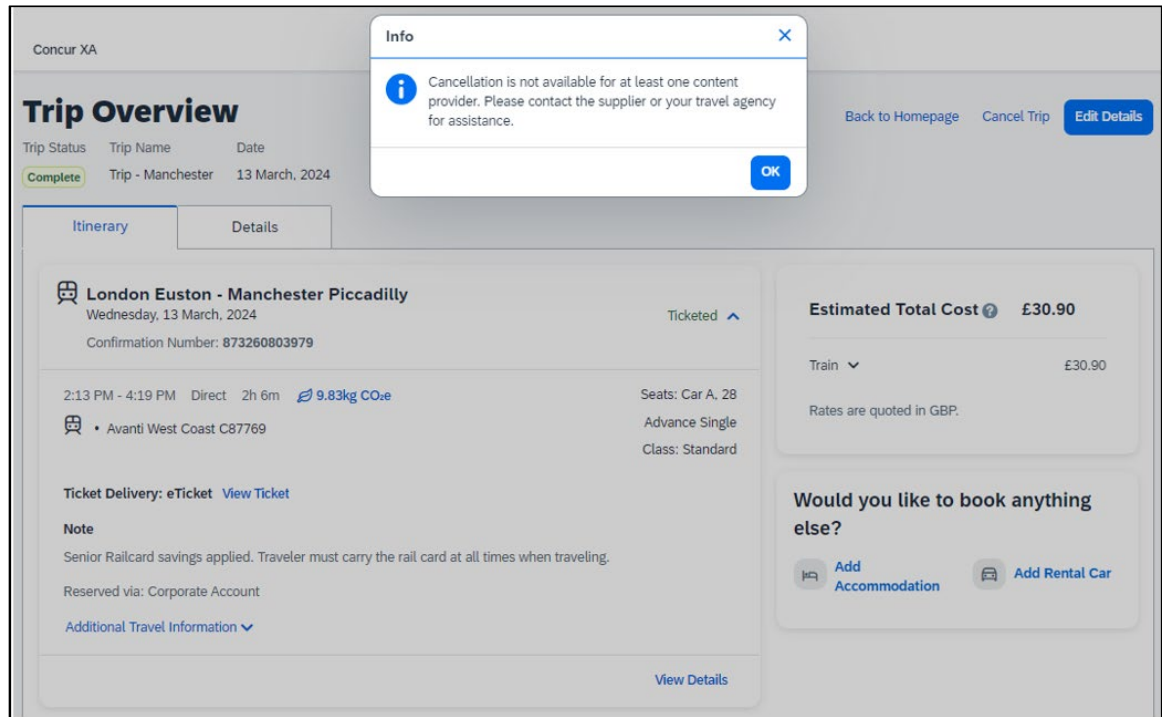 Concur XA
Info
Cancellation is not available for at least one content
provider. Please contact the supplier or your travel agency
for assistance.
OK
Trip Overview
Back to Homepage Cancel Trip Edit Details
Trip Status Trip Name Date
Complete Trip - Manchester 13 March, 2024
Itinerary Details
London Euston - Manchester Piccadilly
Wednesday, 13 March, 2024
Ticketed
Confirmation Number: 873260803979
2:13 PM - 4:19 PM Direct 2h 6m 9.83kg CO₂e
Seats: Car A, 28
• Avanti West Coast C87769
Advance Single
Class: Standard
Ticket Delivery: eTicket View Ticket
Note
Senior Railcard savings applied. Traveler must carry the rail card at all times when traveling.
Reserved via: Corporate Account
Additional Travel Information
View Details
Estimated Total Cost £30.90
Train £30.90
Rates are quoted in GBP.
Would you like to book anything
else?
Add
Accommodation
Add Rental Car